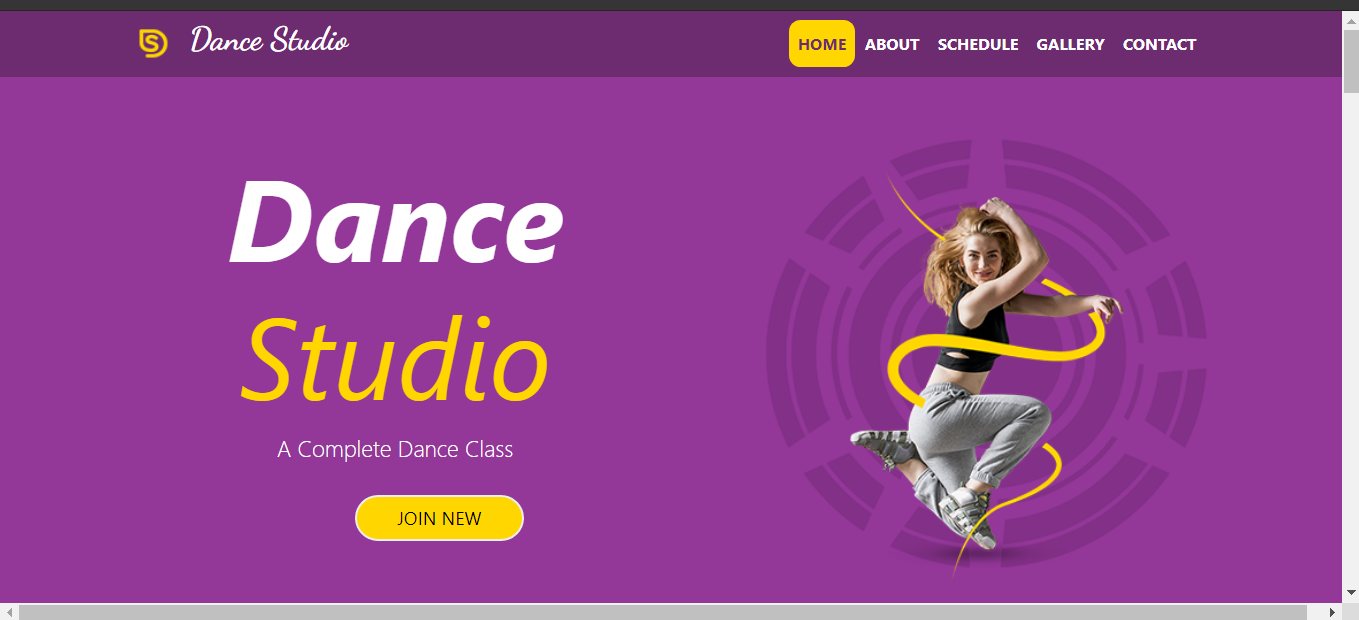 Dance Studio
HOME ABOUT SCHEDULE GALLERY CONTACT
Dance
Studio
A Complete Dance Class
JOIN NEW